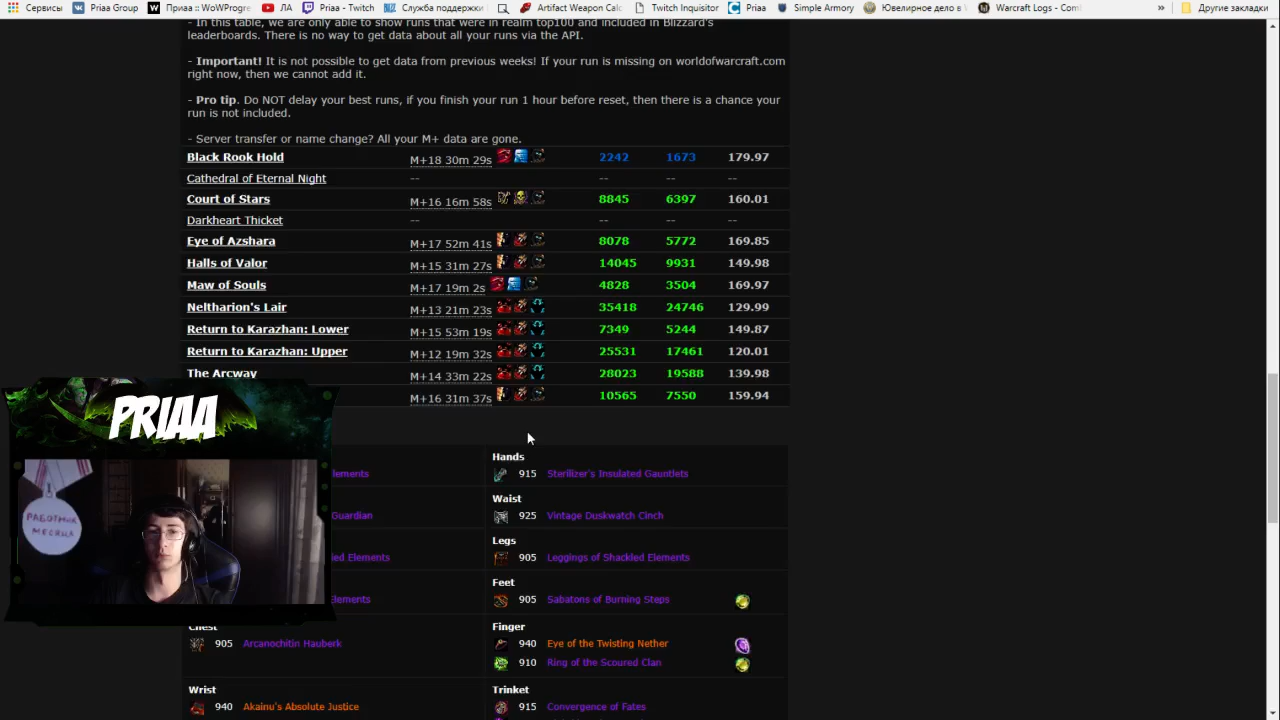 Сервисы Priaa Group Приаа :: WoWProgre ЛА Priaa - Twitch Служба поддержки Artifact Weapon Calc Twitch Inquisitor Priaa Simple Armory Ювелирное дело в Warcraft Logs - Coml » Другие закладки
- In this table, we are only able to show runs that were in realm top100 and included in Blizzard's
leaderboards. There is no way to get data about all your runs via the API.
- Important! It is not possible to get data from previous weeks! If your run is missing on worldofwarcraft.com
right now, then we cannot add it.
- Pro tip. Do NOT delay your best runs, if you finish your run 1 hour before reset, then there is a chance your
run is not included.
- Server transfer or name change? All your M+ data are gone.
Black Rook Hold M+18 30m 29s 2242 1673 179.97
Cathedral of Eternal Night -- -- -- --
Court of Stars M+16 16m 58s 8845 6397 160.01
Darkheart Thicket -- -- -- --
Eye of Azshara M+17 52m 41s 8078 5772 169.85
Halls of Valor M+15 31m 27s 14045 9931 149.98
Maw of Souls M+17 19m 2s 4828 3504 169.97
Neltharion's Lair M+13 21m 23s 35418 24746 129.99
Return to Karazhan: Lower M+15 53m 19s 7349 5244 149.87
Return to Karazhan: Upper M+12 19m 32s 25531 17461 120.01
The Arcway M+14 33m 22s 28023 19588 139.98
M+16 31m 37s 10565 7550 159.94
PRIAA
РАБОТНИК
МЕСЯЦА
Hands
lements 915 Sterilizer's Insulated Gauntlets
Waist
Guardian 925 Vintage Duskwatch Cinch
Legs
led Elements 905 Leggings of Shackled Elements
Feet
lements 905 Sabatons of Burning Steps
Chest Finger
905 Arcanochitin Hauberk 940 Eye of the Twisting Nether
910 Ring of the Scoured Clan
Wrist Trinket
940 Akainu's Absolute Justice 915 Convergence of Fates